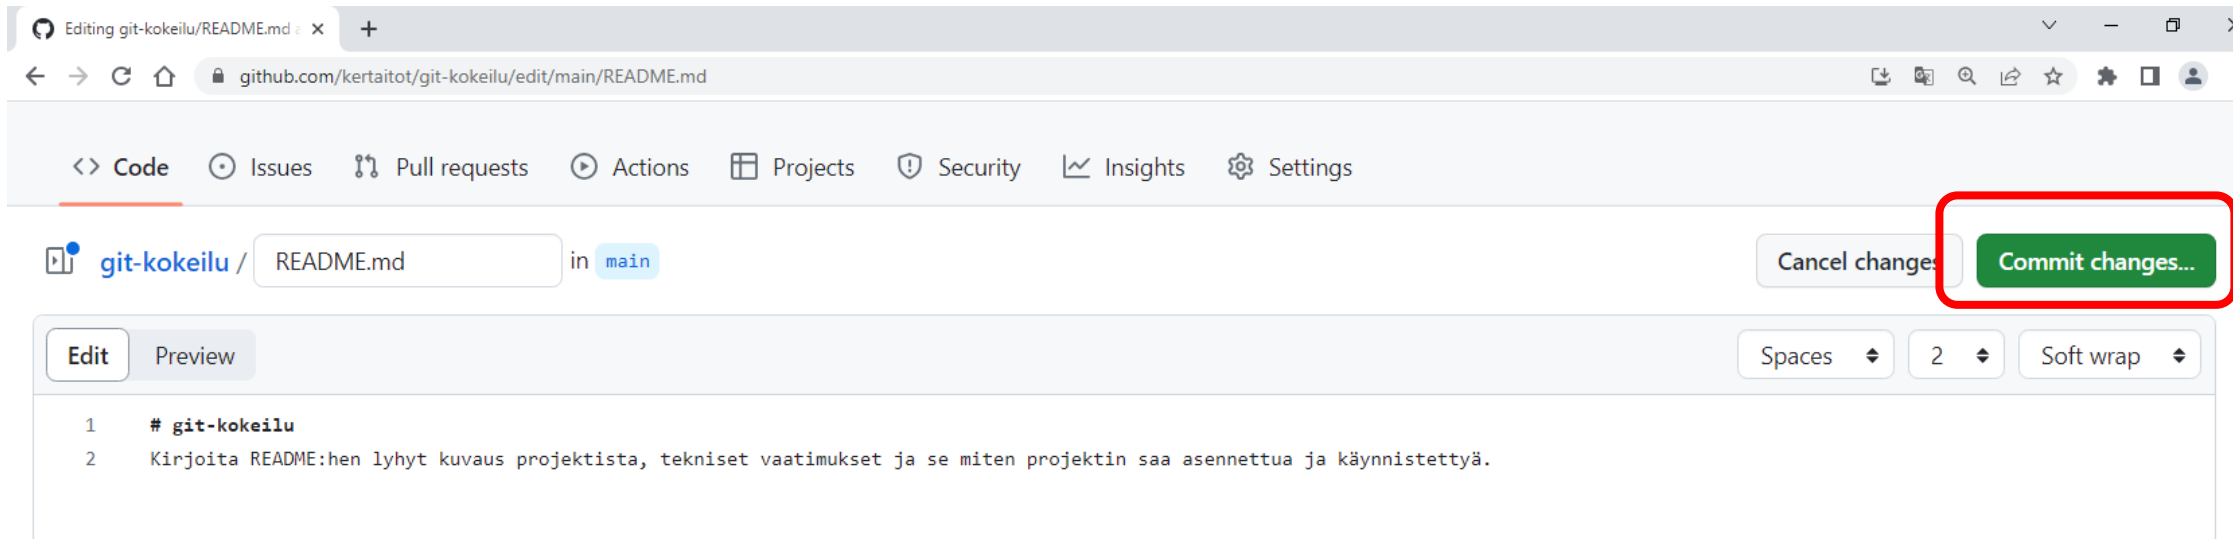 Editing git-kokeilu/README.md a
github.com/kertaitot/git-kokeilu/edit/main/README.md
<> Code Issues Pull requests Actions Projects Security Insights Settings
git-kokeilu / README.md in main Cancel changes Commit changes...
Edit Preview Spaces 2 Soft wrap
1 # git-kokeilu
2 Kirjoita README:hen lyhyt kuvaus projektista, tekniset vaatimukset ja se miten projektin saa asennettua ja käynnistettyä.